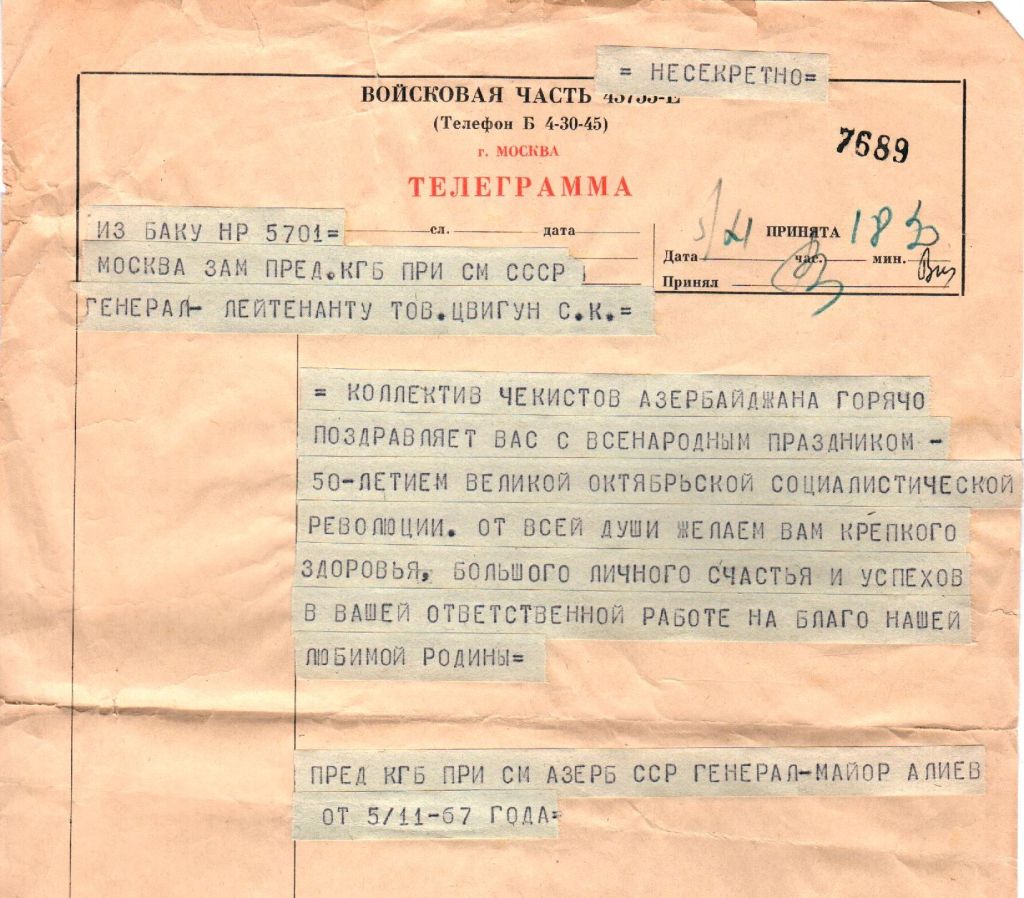 = НЕСЕКРЕТНО=
ВОЙСКОВАЯ ЧАСТЬ
(Телефон Б 4-30-45)
г. МОСКВА
ТЕЛЕГРАММА
7689
ИЗ БАКУ НР 5701=
сл. дата
ПРИНЯТА 18
Дата час. мин.
Принял
МОСКВА ЗАМ ПРЕД.КГБ ПРИ СМ СССР
ГЕНЕРАЛ- ЛЕЙТЕНАНТУ ТОВ.ЦВИГУН С.К.=
= КОЛЛЕКТИВ ЧЕКИСТОВ АЗЕРБАЙДЖАНА ГОРЯЧО
ПОЗДРАВЛЯЕТ ВАС С ВСЕНАРОДНЫМ ПРАЗДНИКОМ -
50-ЛЕТИЕМ ВЕЛИКОЙ ОКТЯБРЬСКОЙ СОЦИАЛИСТИЧЕСКОЙ
РЕВОЛЮЦИИ. ОТ ВСЕЙ ДУШИ ЖЕЛАЕМ ВАМ КРЕПКОГО
ЗДОРОВЬЯ, БОЛЬШОГО ЛИЧНОГО СЧАСТЬЯ И УСПЕХОВ
В ВАШЕЙ ОТВЕТСТВЕННОЙ РАБОТЕ НА БЛАГО НАШЕЙ
ЛЮБИМОЙ РОДИНЫ=
ПРЕД КГБ ПРИ СМ АЗЕРБ ССР ГЕНЕРАЛ-МАЙОР АЛИЕВ
ОТ 5/11-67 ГОДА=